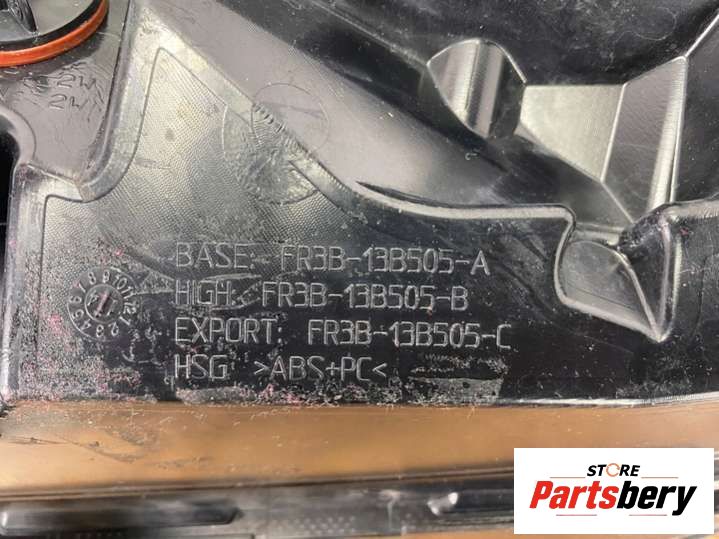 BASE: FR3B-13B505-A
HIGH: FR3B-13B505-B
EXPORT: FR3B-13B505-C
HSG >ABS+PC<
STORE
Partsbery